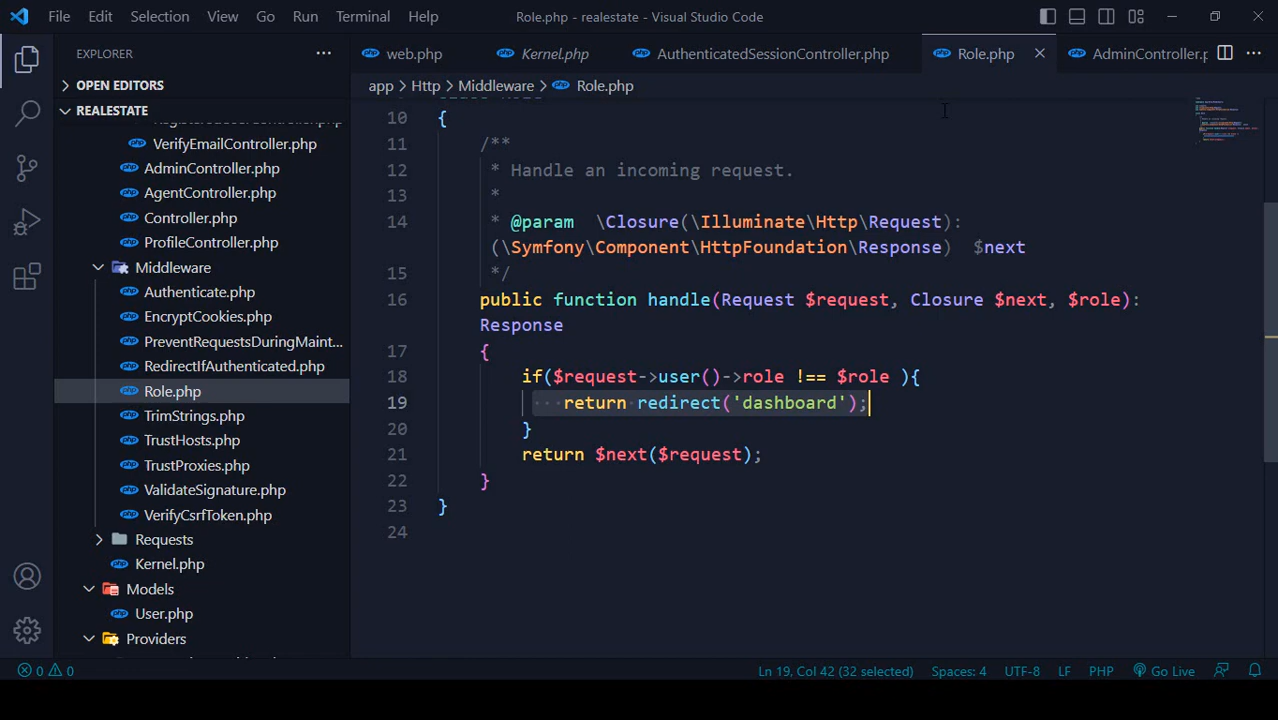 File Edit Selection View Go Run Terminal Help
Role.php - realestate - Visual Studio Code
EXPLORER
OPEN EDITORS
REALESTATE
VerifyEmailController.php
AdminController.php
AgentController.php
Controller.php
ProfileController.php
Middleware
Authenticate.php
EncryptCookies.php
PreventRequestsDuringMaint...
RedirectIfAuthenticated.php
Role.php
TrimStrings.php
TrustHosts.php
TrustProxies.php
ValidateSignature.php
VerifyCsrfToken.php
Requests
Kernel.php
Models
User.php
Providers
web.php Kernel.php AuthenticatedSessionController.php Role.php AdminController.p
app > Http > Middleware > Role.php
10 {
11 /**
12 * Handle an incoming request.
13 *
14 * @param \Closure(\Illuminate\Http\Request):
(\Symfony\Component\HttpFoundation\Response) $next
15 */
16 public function handle(Request $request, Closure $next, $role):
Response
17 {
18 if($request->user()->role !== $role ){
19 return redirect('dashboard');
20 }
21 return $next($request);
22 }
23 }
24
0 0
Ln 19, Col 42 (32 selected) Spaces: 4 UTF-8 LF PHP Go Live